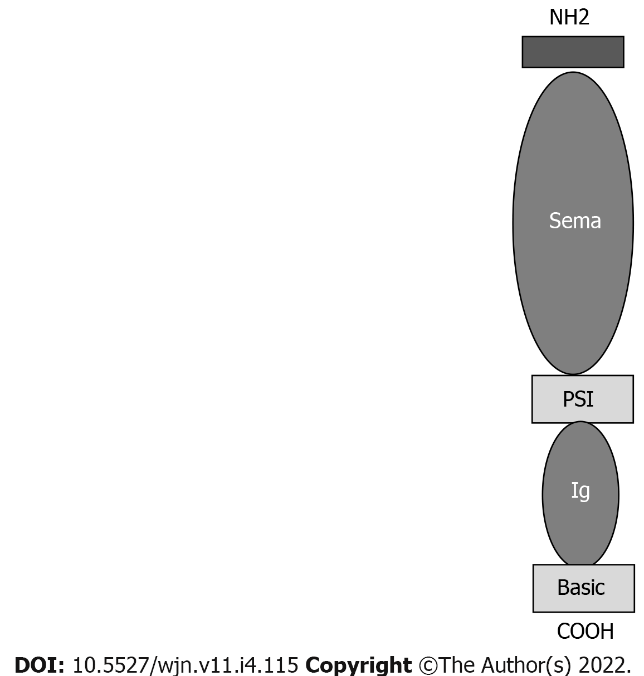 NH2
Sema
PSI
Ig
Basic
COOH
DOI: 10.5527/wjn.v11.i4.115 Copyright ©The Author(s) 2022.